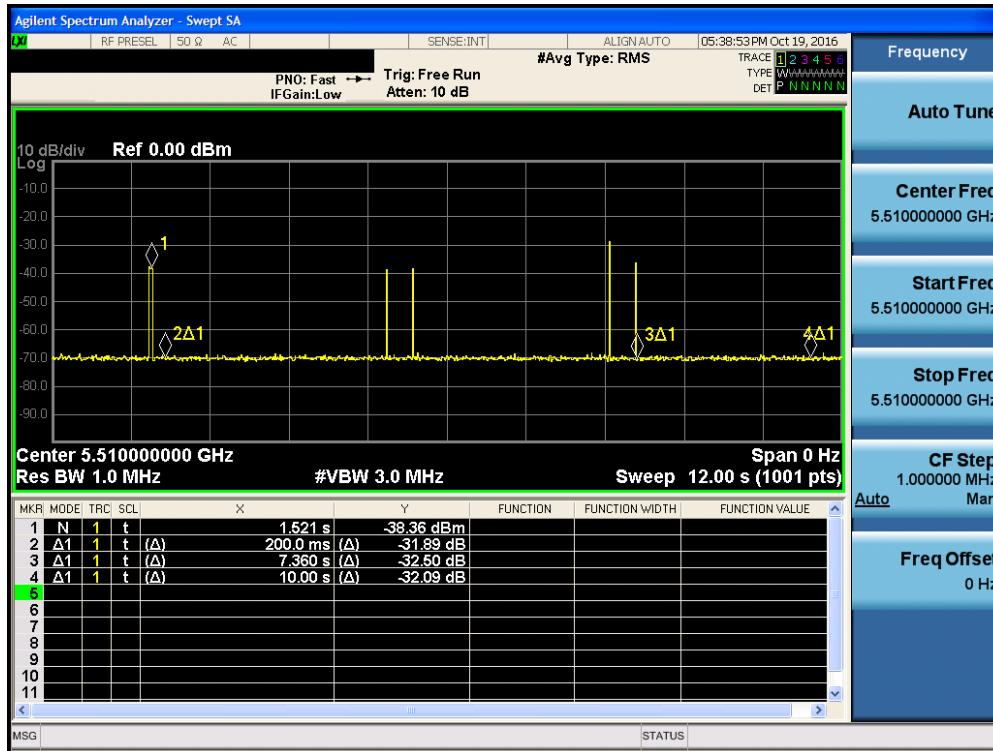 Agilent Spectrum Analyzer - Swept SA
LXI RF PRESEL 50 Ω AC SENSE:INT ALIGN AUTO 05:38:53 PM Oct 19, 2016
#Avg Type: RMS
TRACE 1 2 3 4 5 6
TYPE W
DET P N N N N N
PNO: Fast Trig: Free Run
IFGain:Low Atten: 10 dB
10 dB/div Ref 0.00 dBm
Log
-10.0
-20.0
-30.0
-40.0
-50.0
-60.0
-70.0
-80.0
-90.0
1
2Δ1
3Δ1
4Δ1
Center 5.510000000 GHz Span 0 Hz
Res BW 1.0 MHz #VBW 3.0 MHz Sweep 12.00 s (1001 pts)
MKR MODE TRC SCL X Y FUNCTION FUNCTION WIDTH FUNCTION VALUE
1 N 1 t 1.521 s -38.36 dBm
2 Δ1 1 t (Δ) 200.0 ms (Δ) -31.89 dB
3 Δ1 1 t (Δ) 7.360 s (Δ) -32.50 dB
4 Δ1 1 t (Δ) 10.00 s (Δ) -32.09 dB
5
6
7
8
9
10
11
MSG STATUS
Frequency
Auto Tune
Center Freq
5.510000000 GHz
Start Freq
5.510000000 GHz
Stop Freq
5.510000000 GHz
CF Step
1.000000 MHz
Auto Man
Freq Offset
0 Hz